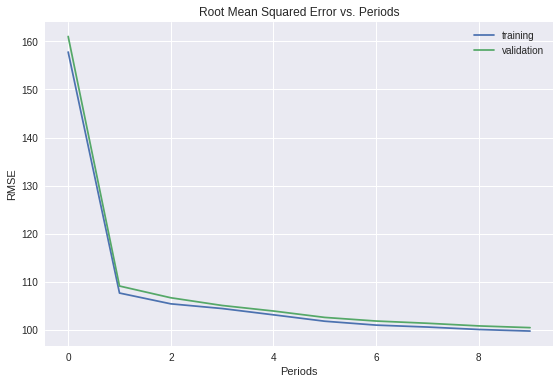 Root Mean Squared Error vs. Periods
training
validation
160
150
140
130
120
110
100
RMSE
0
2
4
6
8
Periods